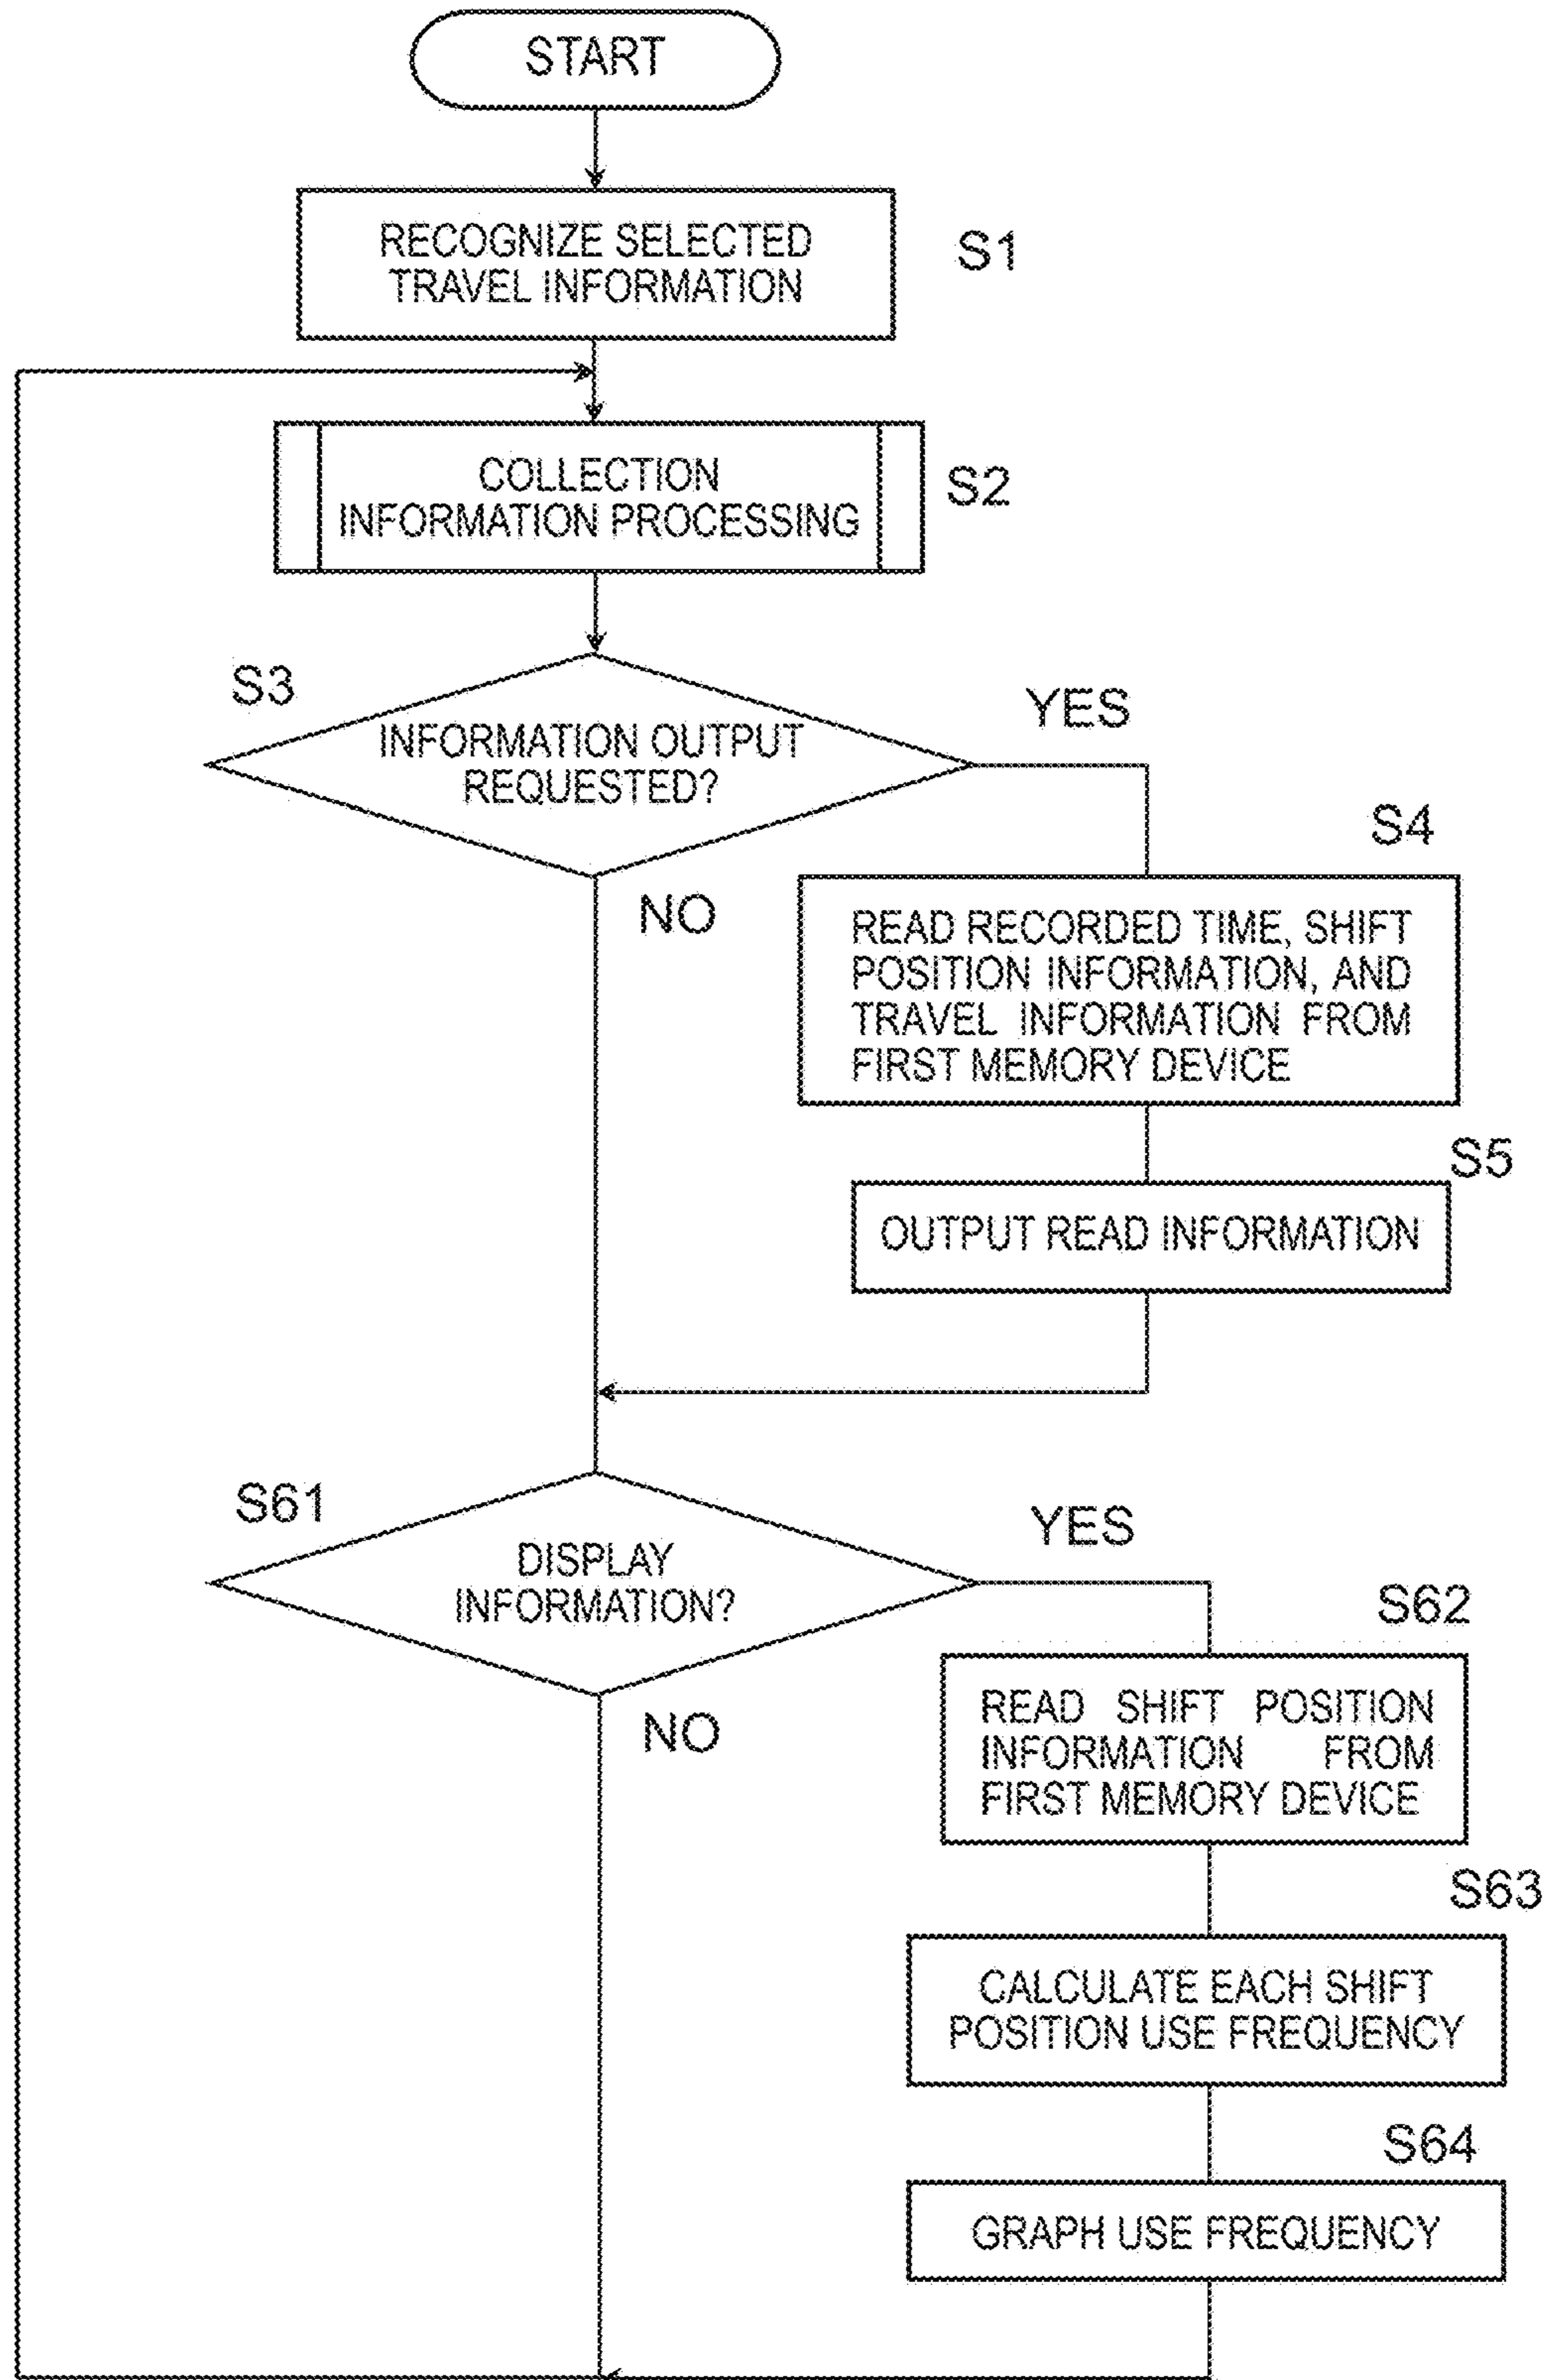 START
RECOGNIZE SELECTED
TRAVEL INFORMATION
S1
COLLECTION
INFORMATION PROCESSING
S2
S3
INFORMATION OUTPUT
REQUESTED?
YES
NO
S4
READ RECORDED TIME, SHIFT
POSITION INFORMATION, AND
TRAVEL INFORMATION FROM
FIRST MEMORY DEVICE
S5
OUTPUT READ INFORMATION
S61
DISPLAY
INFORMATION?
YES
NO
S62
READ SHIFT POSITION
INFORMATION FROM
FIRST MEMORY DEVICE
S63
CALCULATE EACH SHIFT
POSITION USE FREQUENCY
S64
GRAPH USE FREQUENCY